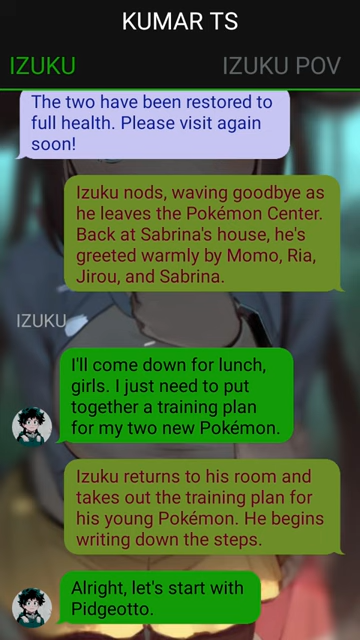 KUMAR TS
IZUKU
IZUKU POV
The two have been restored to
full health. Please visit again
soon!
Izuku nods, waving goodbye as
he leaves the Pokémon Center.
Back at Sabrina's house, he's
greeted warmly by Momo, Ria,
Jirou, and Sabrina.
IZUKU
I'll come down for lunch,
girls. I just need to put
together a training plan
for my two new Pokémon.
Izuku returns to his room and
takes out the training plan for
his young Pokémon. He begins
writing down the steps.
Alright, let's start with
Pidgeotto.